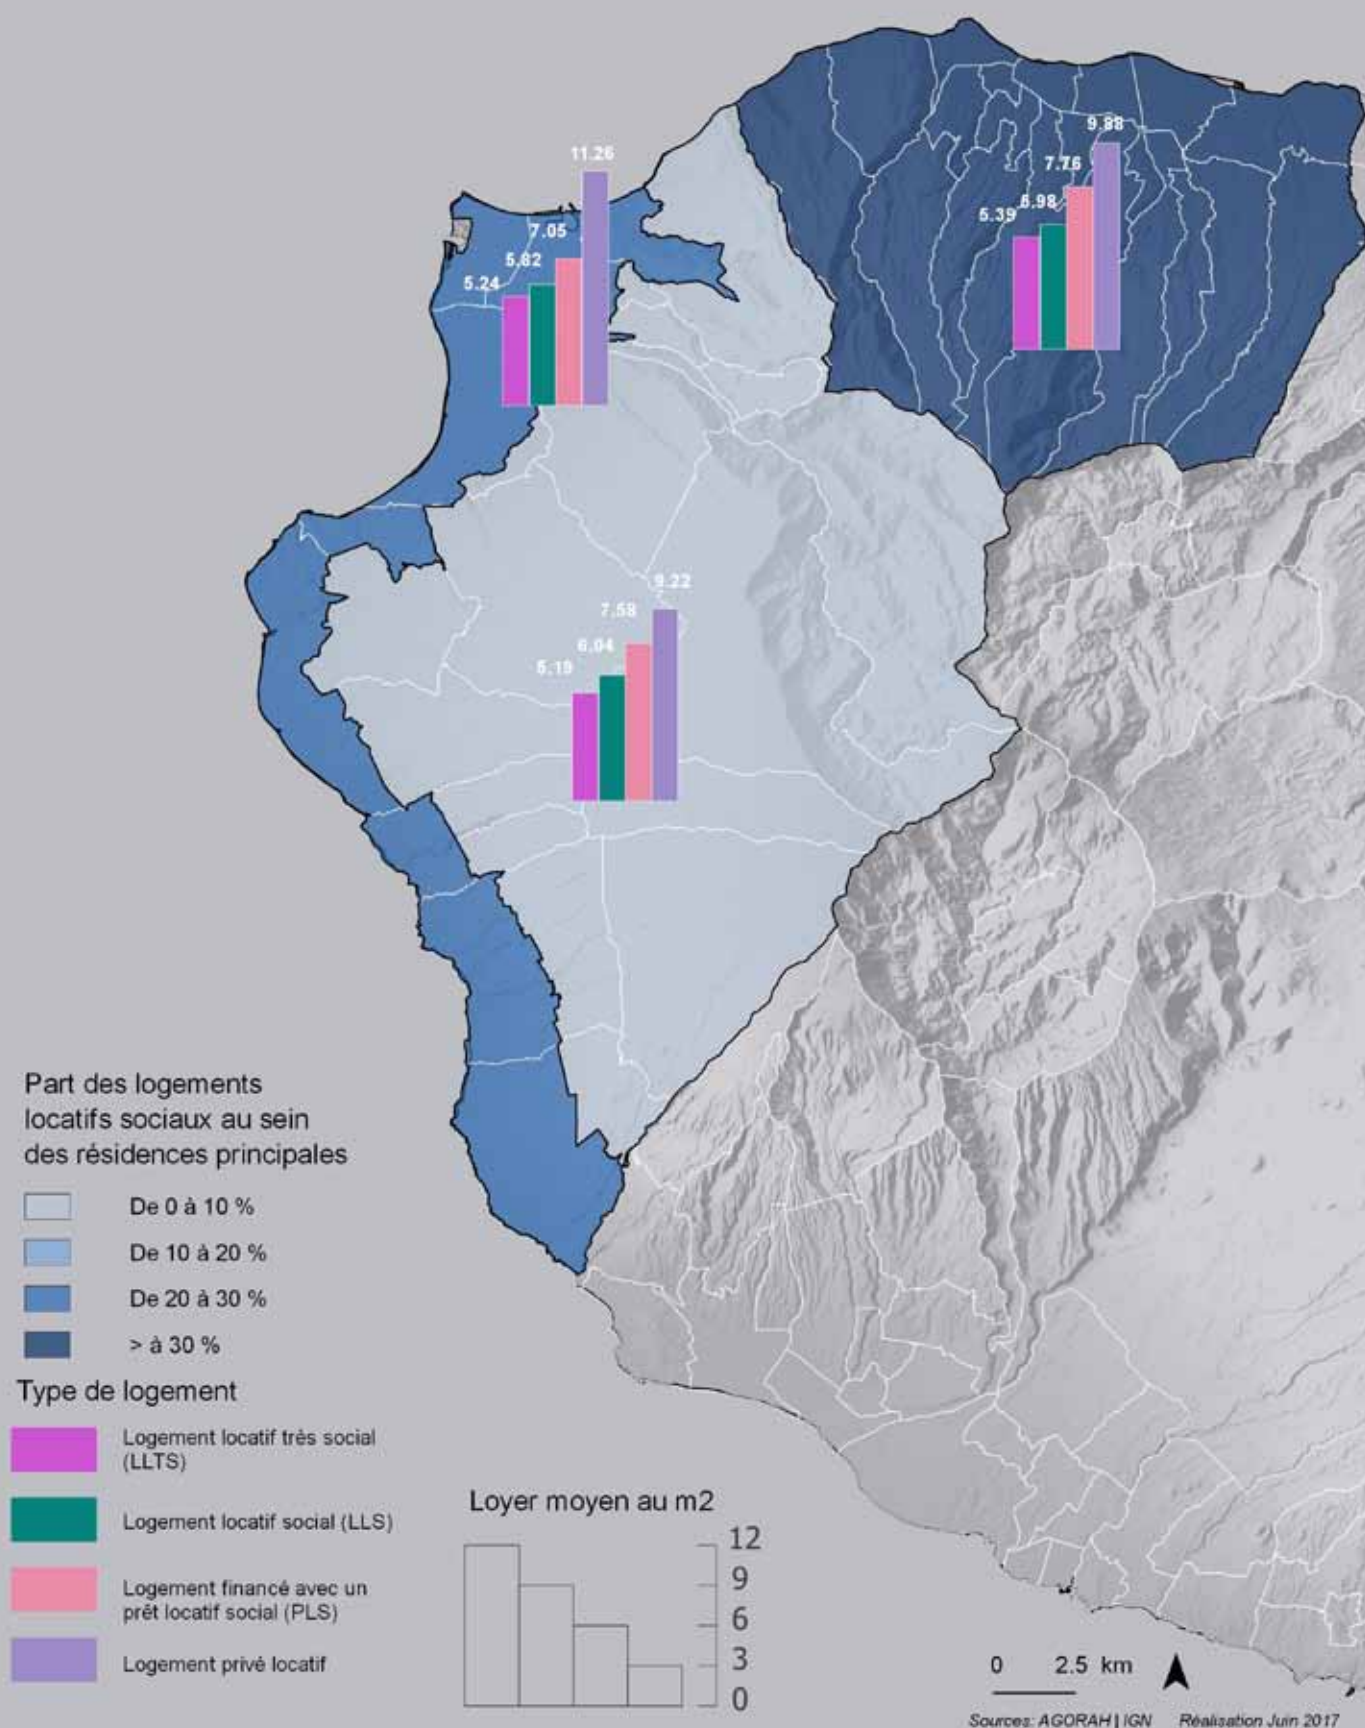 11.26
7.05
5.82
5.24
9.88
7.76
5.98
5.39
9.22
7.58
6.04
5.19
Part des logements
locatifs sociaux au sein
des résidences principales
De 0 à 10 %
De 10 à 20 %
De 20 à 30 %
> à 30 %
Type de logement
Logement locatif très social
(LLTS)
Logement locatif social (LLS)
Logement financé avec un
prêt locatif social (PLS)
Logement privé locatif
Loyer moyen au m2
12
9
6
3
0
0 2.5 km
Sources: AGORAH | IGN Réalisation Juin 2017